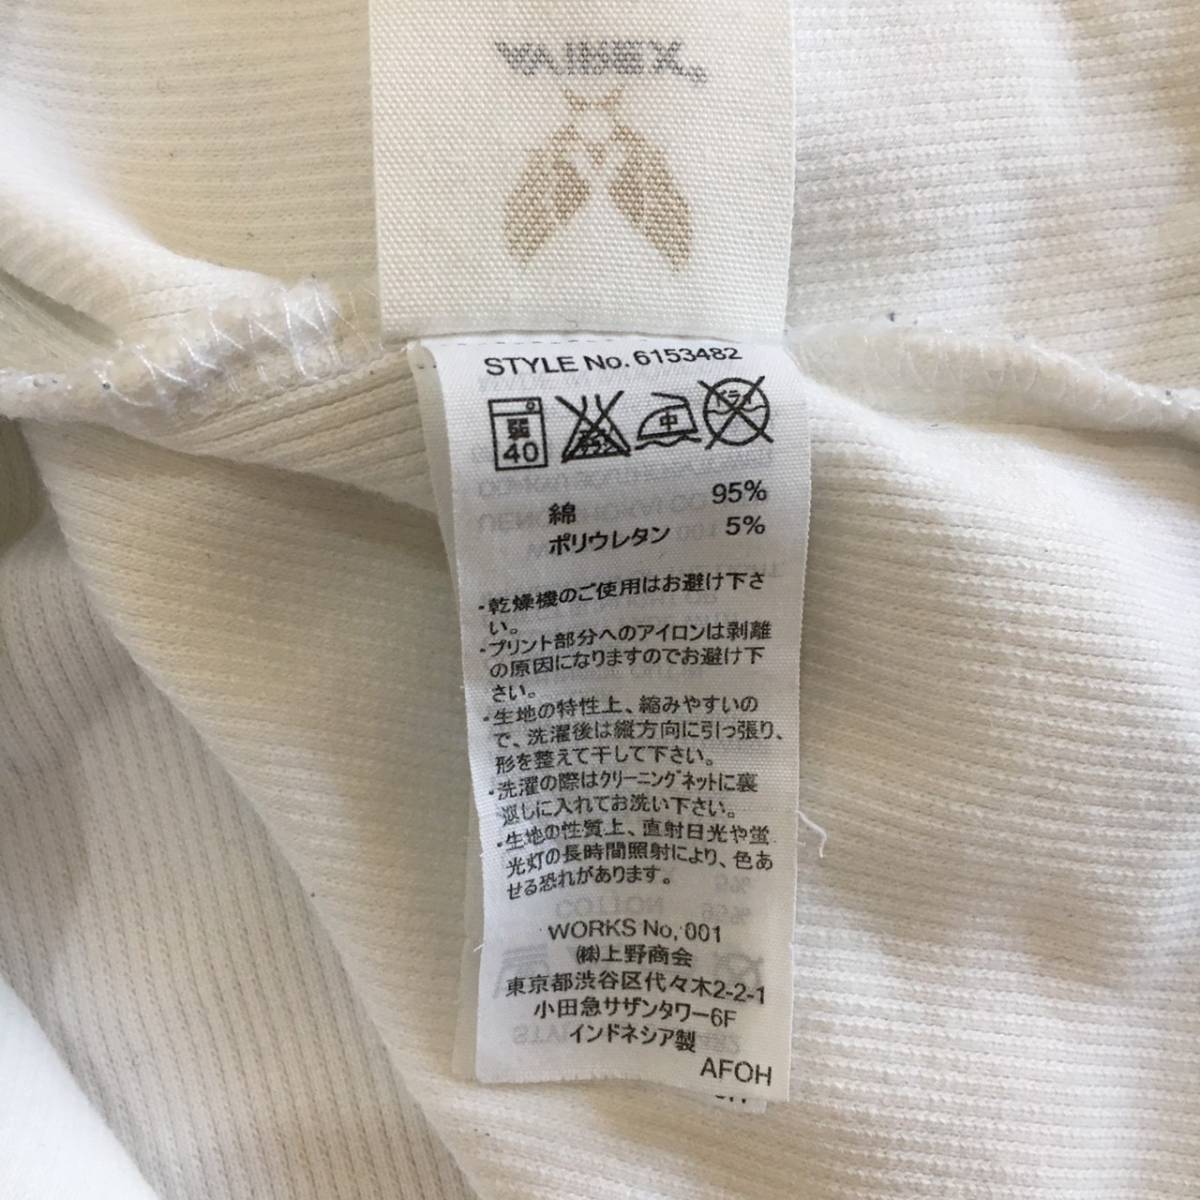 STYLE No. 6153482
弱
40
中
ドライ
綿 95%
ポリウレタン 5%
・乾燥機のご使用はお避け下さ
い。
・プリント部分へのアイロンは剥離
の原因になりますのでお避け下
さい。
・生地の特性上、縮みやすいの
で、洗濯後は縦方向に引っ張り、
形を整えて干して下さい。
・洗濯の際はクリーニングネットに裏
返しに入れてお洗い下さい。
・生地の性質上、直射日光や蛍
光灯の長時間照射により、色あ
せる恐れがあります。
WORKS No, 001
㈱上野商会
東京都渋谷区代々木2-2-1
小田急サザンタワー6F
インドネシア製
AFOH